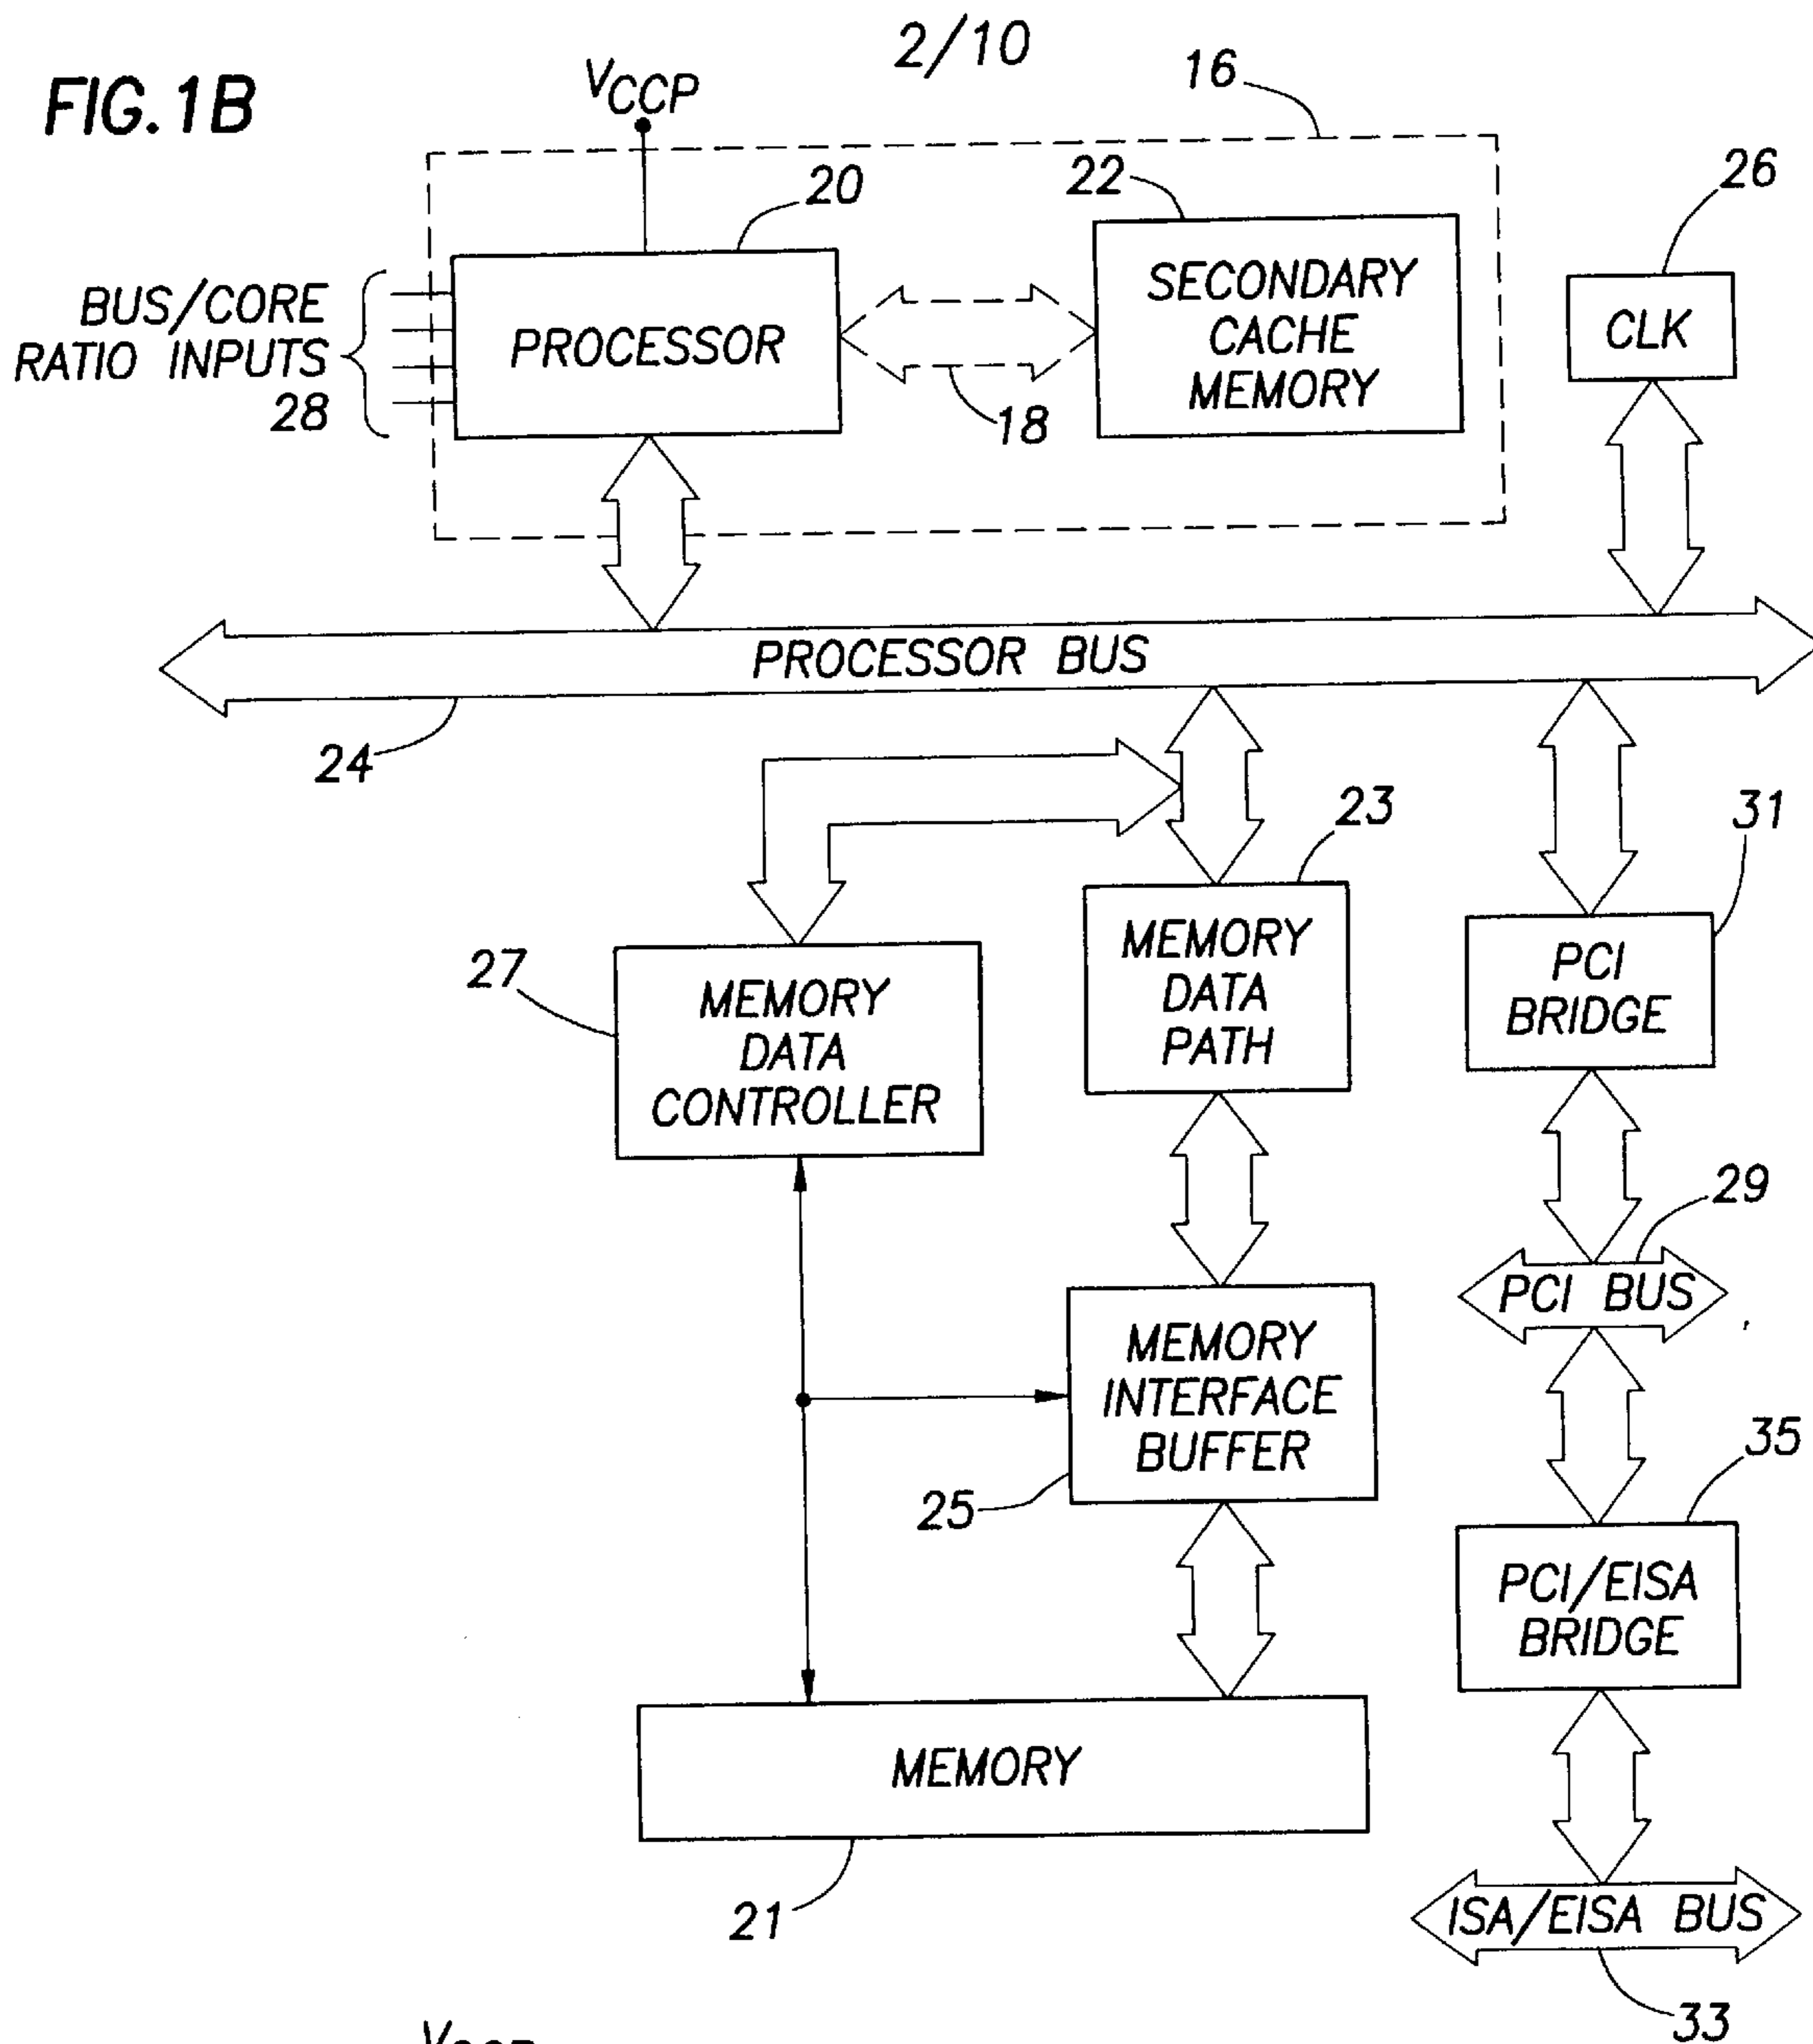 2/10
FIG. 1B
VCCP
16
20
22
26
BUS/CORE
RATIO INPUTS
28
PROCESSOR
18
SECONDARY
CACHE
MEMORY
CLK
PROCESSOR BUS
24
23
31
27
MEMORY
DATA
CONTROLLER
MEMORY
DATA
PATH
PCI
BRIDGE
29
PCI BUS
MEMORY
INTERFACE
BUFFER
25
35
PCI/EISA
BRIDGE
MEMORY
21
ISA/EISA BUS
33